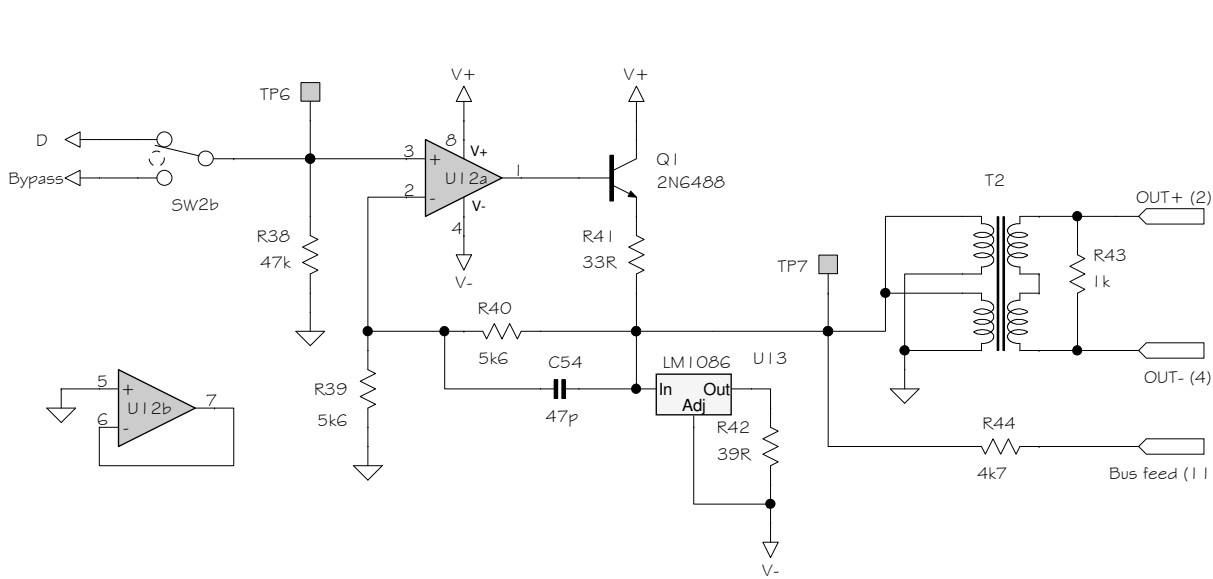 V+
V+
TP6
D
8
V+
3
+
1
Q1
2N6488
U12a
Bypass
2
-
V-
SW2b
4
T2
OUT+ (2)
R38
47k
R41
33R
R43
1k
TP7
V-
R40
5k6
C54
47p
LM1086
U13
In
Out
Adj
OUT- (4)
R39
5k6
5
+
U12b
7
6
-
R42
39R
R44
4k7
Bus feed (11
V-